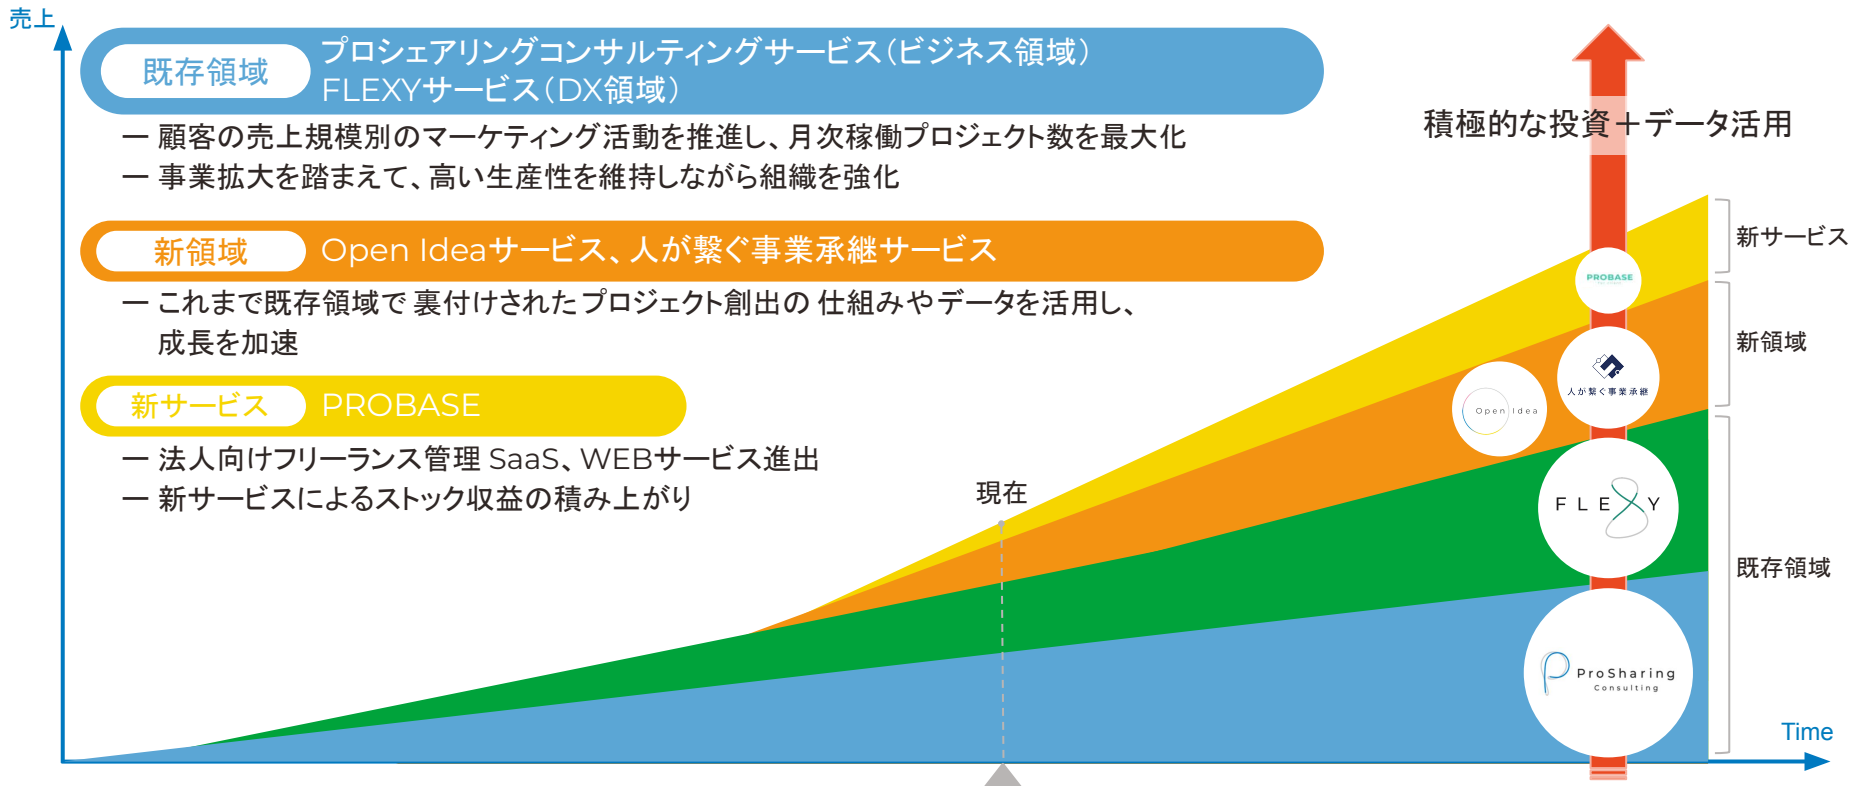 売上
既存領域
プロシェアリングコンサルティングサービス(ビジネス領域)
FLEXYサービス(DX領域)
ー 顧客の売上規模別のマーケティング活動を推進し、月次稼働プロジェクト数を最大化
ー 事業拡大を踏まえて、高い生産性を維持しながら組織を強化
新領域
Open Ideaサービス、人が繋ぐ事業承継サービス
ー これまで既存領域で裏付けされたプロジェクト創出の仕組みやデータを活用し、
成長を加速
新サービス
PROBASE
ー 法人向けフリーランス管理 SaaS、WEBサービス進出
ー 新サービスによるストック収益の積み上がり
現在
積極的な投資＋データ活用
新サービス
新領域
既存領域
PROBASE
人が繋ぐ事業承継
Open Idea
FLEXY
ProSharing
Consulting
Time